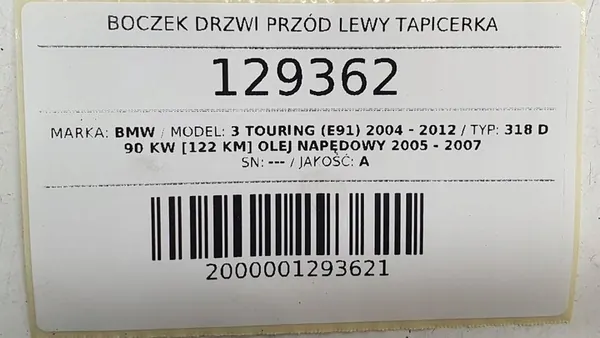 BOCZEK DRZWI PRZÓD LEWY TAPICERKA
129362
MARKA: BMW / MODEL: 3 TOURING (E91) 2004 - 2012 / TYP: 318 D
90 KW [122 KM] OLEJ NAPĘDOWY 2005 - 2007
SN: --- / JAKOŚĆ: A
2000001293621